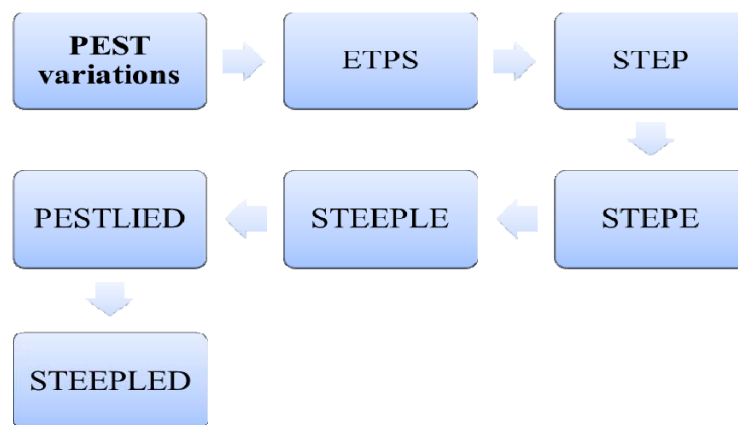 PEST
variations
ETPS
STEP
STEPE
STEEPLE
PESTLIED
STEEPLED